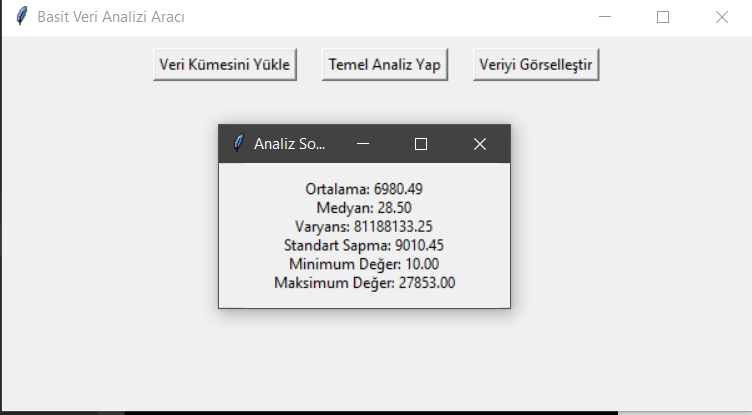 Basit Veri Analizi Aracı
Veri Kümesini Yükle
Temel Analiz Yap
Veriyi Görselleştir
Analiz So...
Ortalama: 6980.49
Medyan: 28.50
Varyans: 81188133.25
Standart Sapma: 9010.45
Minimum Değer: 10.00
Maksimum Değer: 27853.00